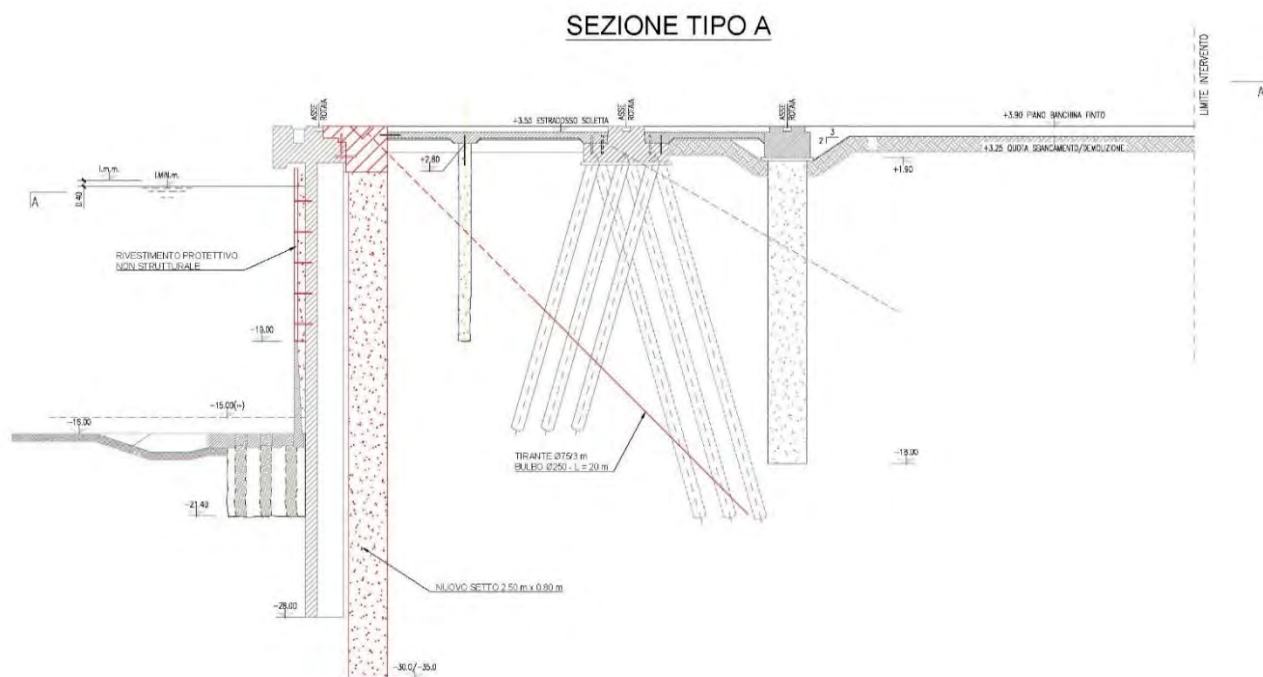 SEZIONE TIPO A
LIMITE INTERVENTO
A
ASSE
ROTAIA
+3.53 ESTRADOSSO SOLETTA
ASSE
ROTAIA
ASSE
ROTAIA
+3.90 PIANO BANCHINA FINITO
2
3
+3.25 QUOTA SBANCAMENTO/DEMOLIZIONE
+2.80
+1.90
l.m.m.
l.MIN.m.
0.40
A
RIVESTIMENTO PROTETTIVO
NON STRUTTURALE
-15.00(**)
-16.00
TIRANTE Ø75/3 m
BULBO Ø250 - L = 20 m
-18.00
-21.40
NUOVO SETTO 2.50 m x 0.80 m
-28.00
-30.0/-35.0